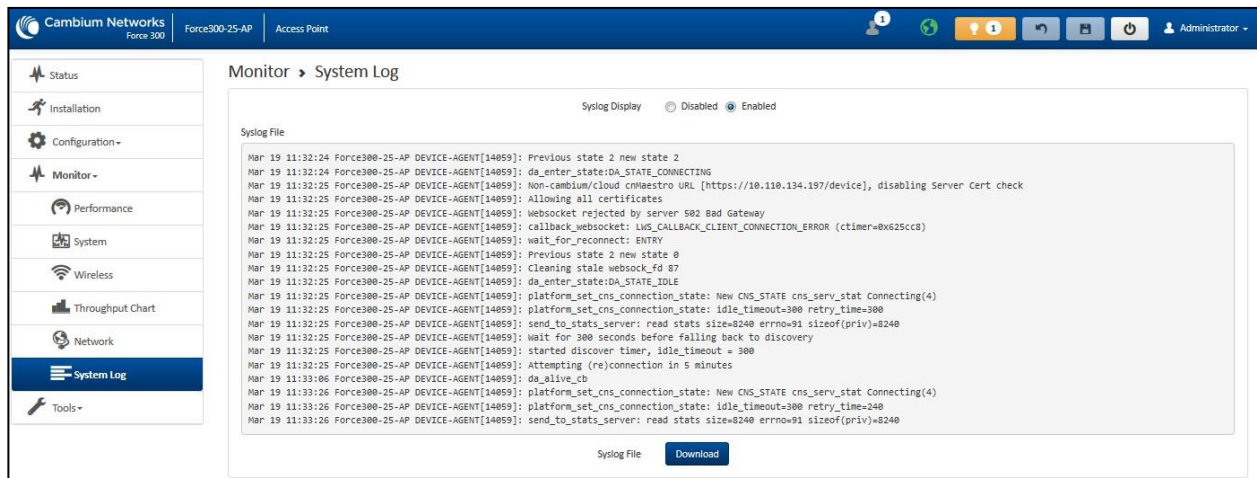 Cambium Networks
Force 300
Force300-25-AP
Access Point
1
1
Administrator
Status
Installation
Configuration
Monitor
Performance
System
Wireless
Throughput Chart
Network
System Log
Tools
Monitor > System Log
Syslog Display Disabled Enabled
Syslog File
Mar 19 11:32:24 Force300-25-AP DEVICE-AGENT[14059]: Previous state 2 new state 2
Mar 19 11:32:24 Force300-25-AP DEVICE-AGENT[14059]: da_enter_state:DA_STATE_CONNECTING
Mar 19 11:32:25 Force300-25-AP DEVICE-AGENT[14059]: Non-cambium/cloud cnMaestro URL [https://10.110.134.197/device], disabling Server Cert check
Mar 19 11:32:25 Force300-25-AP DEVICE-AGENT[14059]: Allowing all certificates
Mar 19 11:32:25 Force300-25-AP DEVICE-AGENT[14059]: Websocket rejected by server 502 Bad Gateway
Mar 19 11:32:25 Force300-25-AP DEVICE-AGENT[14059]: callback_websocket: LWS_CALLBACK_CLIENT_CONNECTION_ERROR (ctimer=0x625cc8)
Mar 19 11:32:25 Force300-25-AP DEVICE-AGENT[14059]: wait_for_reconnect: ENTRY
Mar 19 11:32:25 Force300-25-AP DEVICE-AGENT[14059]: Previous state 2 new state 0
Mar 19 11:32:25 Force300-25-AP DEVICE-AGENT[14059]: Cleaning stale websock_fd 87
Mar 19 11:32:25 Force300-25-AP DEVICE-AGENT[14059]: da_enter_state:DA_STATE_IDLE
Mar 19 11:32:25 Force300-25-AP DEVICE-AGENT[14059]: platform_set_cns_connection_state: New CNS_STATE cns_serv_stat Connecting(4)
Mar 19 11:32:25 Force300-25-AP DEVICE-AGENT[14059]: platform_set_cns_connection_state: idle_timeout=300 retry_time=300
Mar 19 11:32:25 Force300-25-AP DEVICE-AGENT[14059]: send_to_stats_server: read stats size=8240 errno=91 sizeof(priv)=8240
Mar 19 11:32:25 Force300-25-AP DEVICE-AGENT[14059]: Wait for 300 seconds before falling back to discovery
Mar 19 11:32:25 Force300-25-AP DEVICE-AGENT[14059]: started discover timer, idle_timeout = 300
Mar 19 11:32:25 Force300-25-AP DEVICE-AGENT[14059]: Attempting (re)connection in 5 minutes
Mar 19 11:33:06 Force300-25-AP DEVICE-AGENT[14059]: da_alive_cb
Mar 19 11:33:26 Force300-25-AP DEVICE-AGENT[14059]: platform_set_cns_connection_state: New CNS_STATE cns_serv_stat Connecting(4)
Mar 19 11:33:26 Force300-25-AP DEVICE-AGENT[14059]: platform_set_cns_connection_state: idle_timeout=300 retry_time=240
Mar 19 11:33:26 Force300-25-AP DEVICE-AGENT[14059]: send_to_stats_server: read stats size=8240 errno=91 sizeof(priv)=8240
Syslog File Download